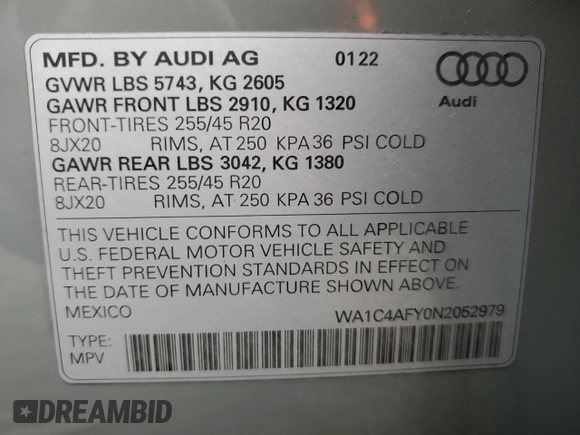 MFD. BY AUDI AG 0122
GVWR LBS 5743, KG 2605
GAWR FRONT LBS 2910, KG 1320
FRONT-TIRES 255/45 R20
8JX20 RIMS, AT 250 KPA 36 PSI COLD
GAWR REAR LBS 3042, KG 1380
REAR-TIRES 255/45 R20
8JX20 RIMS, AT 250 KPA 36 PSI COLD
Audi
THIS VEHICLE CONFORMS TO ALL APPLICABLE
U.S. FEDERAL MOTOR VEHICLE SAFETY AND
THEFT PREVENTION STANDARDS IN EFFECT ON
THE DATE OF MANUFACTURE SHOWN ABOVE.
MEXICO WA1C4AFY0N2052979
TYPE:
MPV
DREAMBID